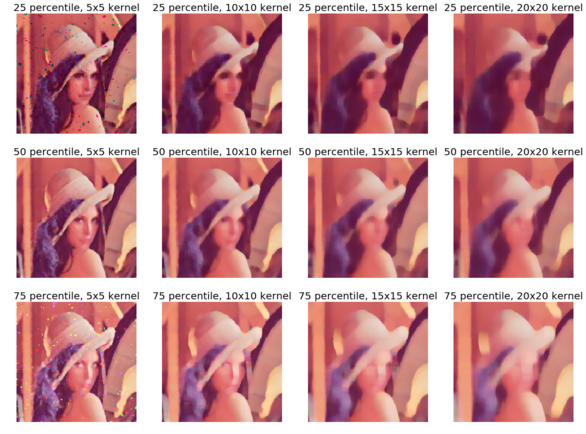 25 percentile, 5x5 kernel
25 percentile, 10x10 kernel
25 percentile, 15x15 kernel
25 percentile, 20x20 kernel
50 percentile, 5x5 kernel
50 percentile, 10x10 kernel
50 percentile, 15x15 kernel
50 percentile, 20x20 kernel
75 percentile, 5x5 kernel
75 percentile, 10x10 kernel
75 percentile, 15x15 kernel
75 percentile, 20x20 kernel